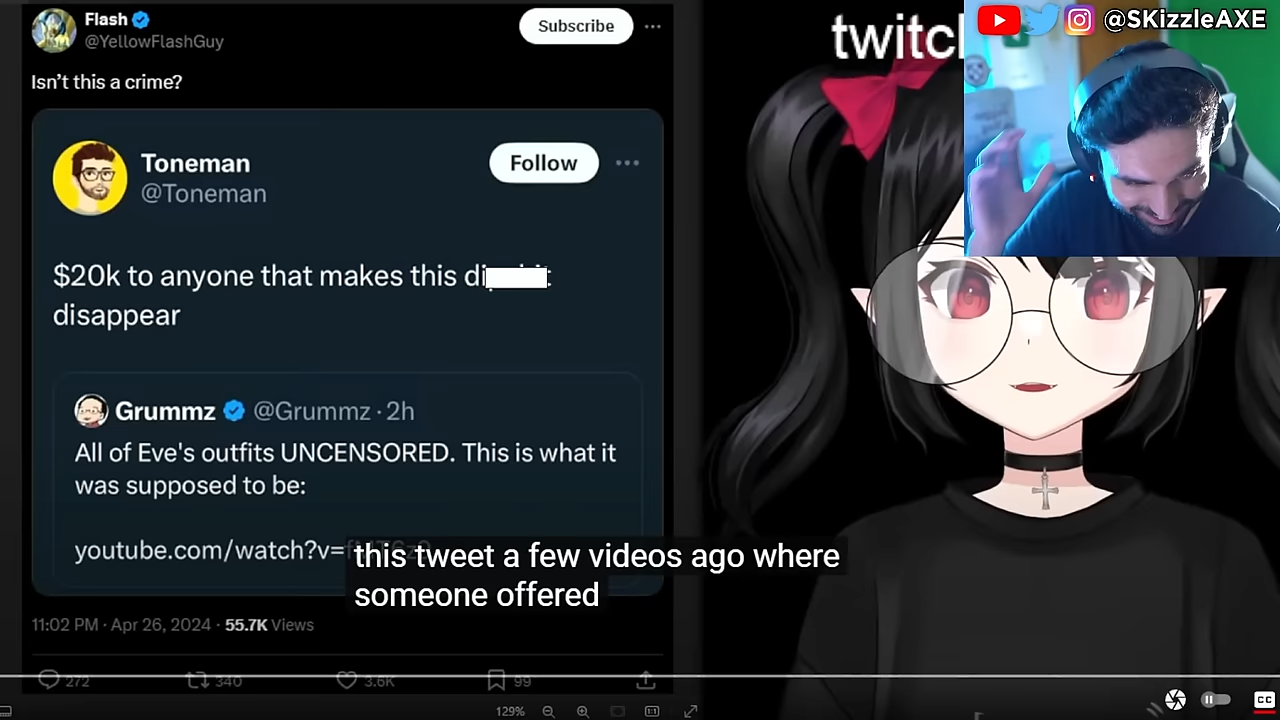 Flash
@YellowFlashGuy
Subscribe
Isn't this a crime?
Toneman
@Toneman
Follow
$20k to anyone that makes this
disappear
Grummz @Grummz · 2h
All of Eve's outfits UNCENSORED. This is what it
was supposed to be:
youtube.com/watch?v=
this tweet a few videos ago where
someone offered
11:02 PM · Apr 26, 2024 · 55.7K Views
272 340 3.6K 99
129%
1:1
CC
@SKizzleAXE